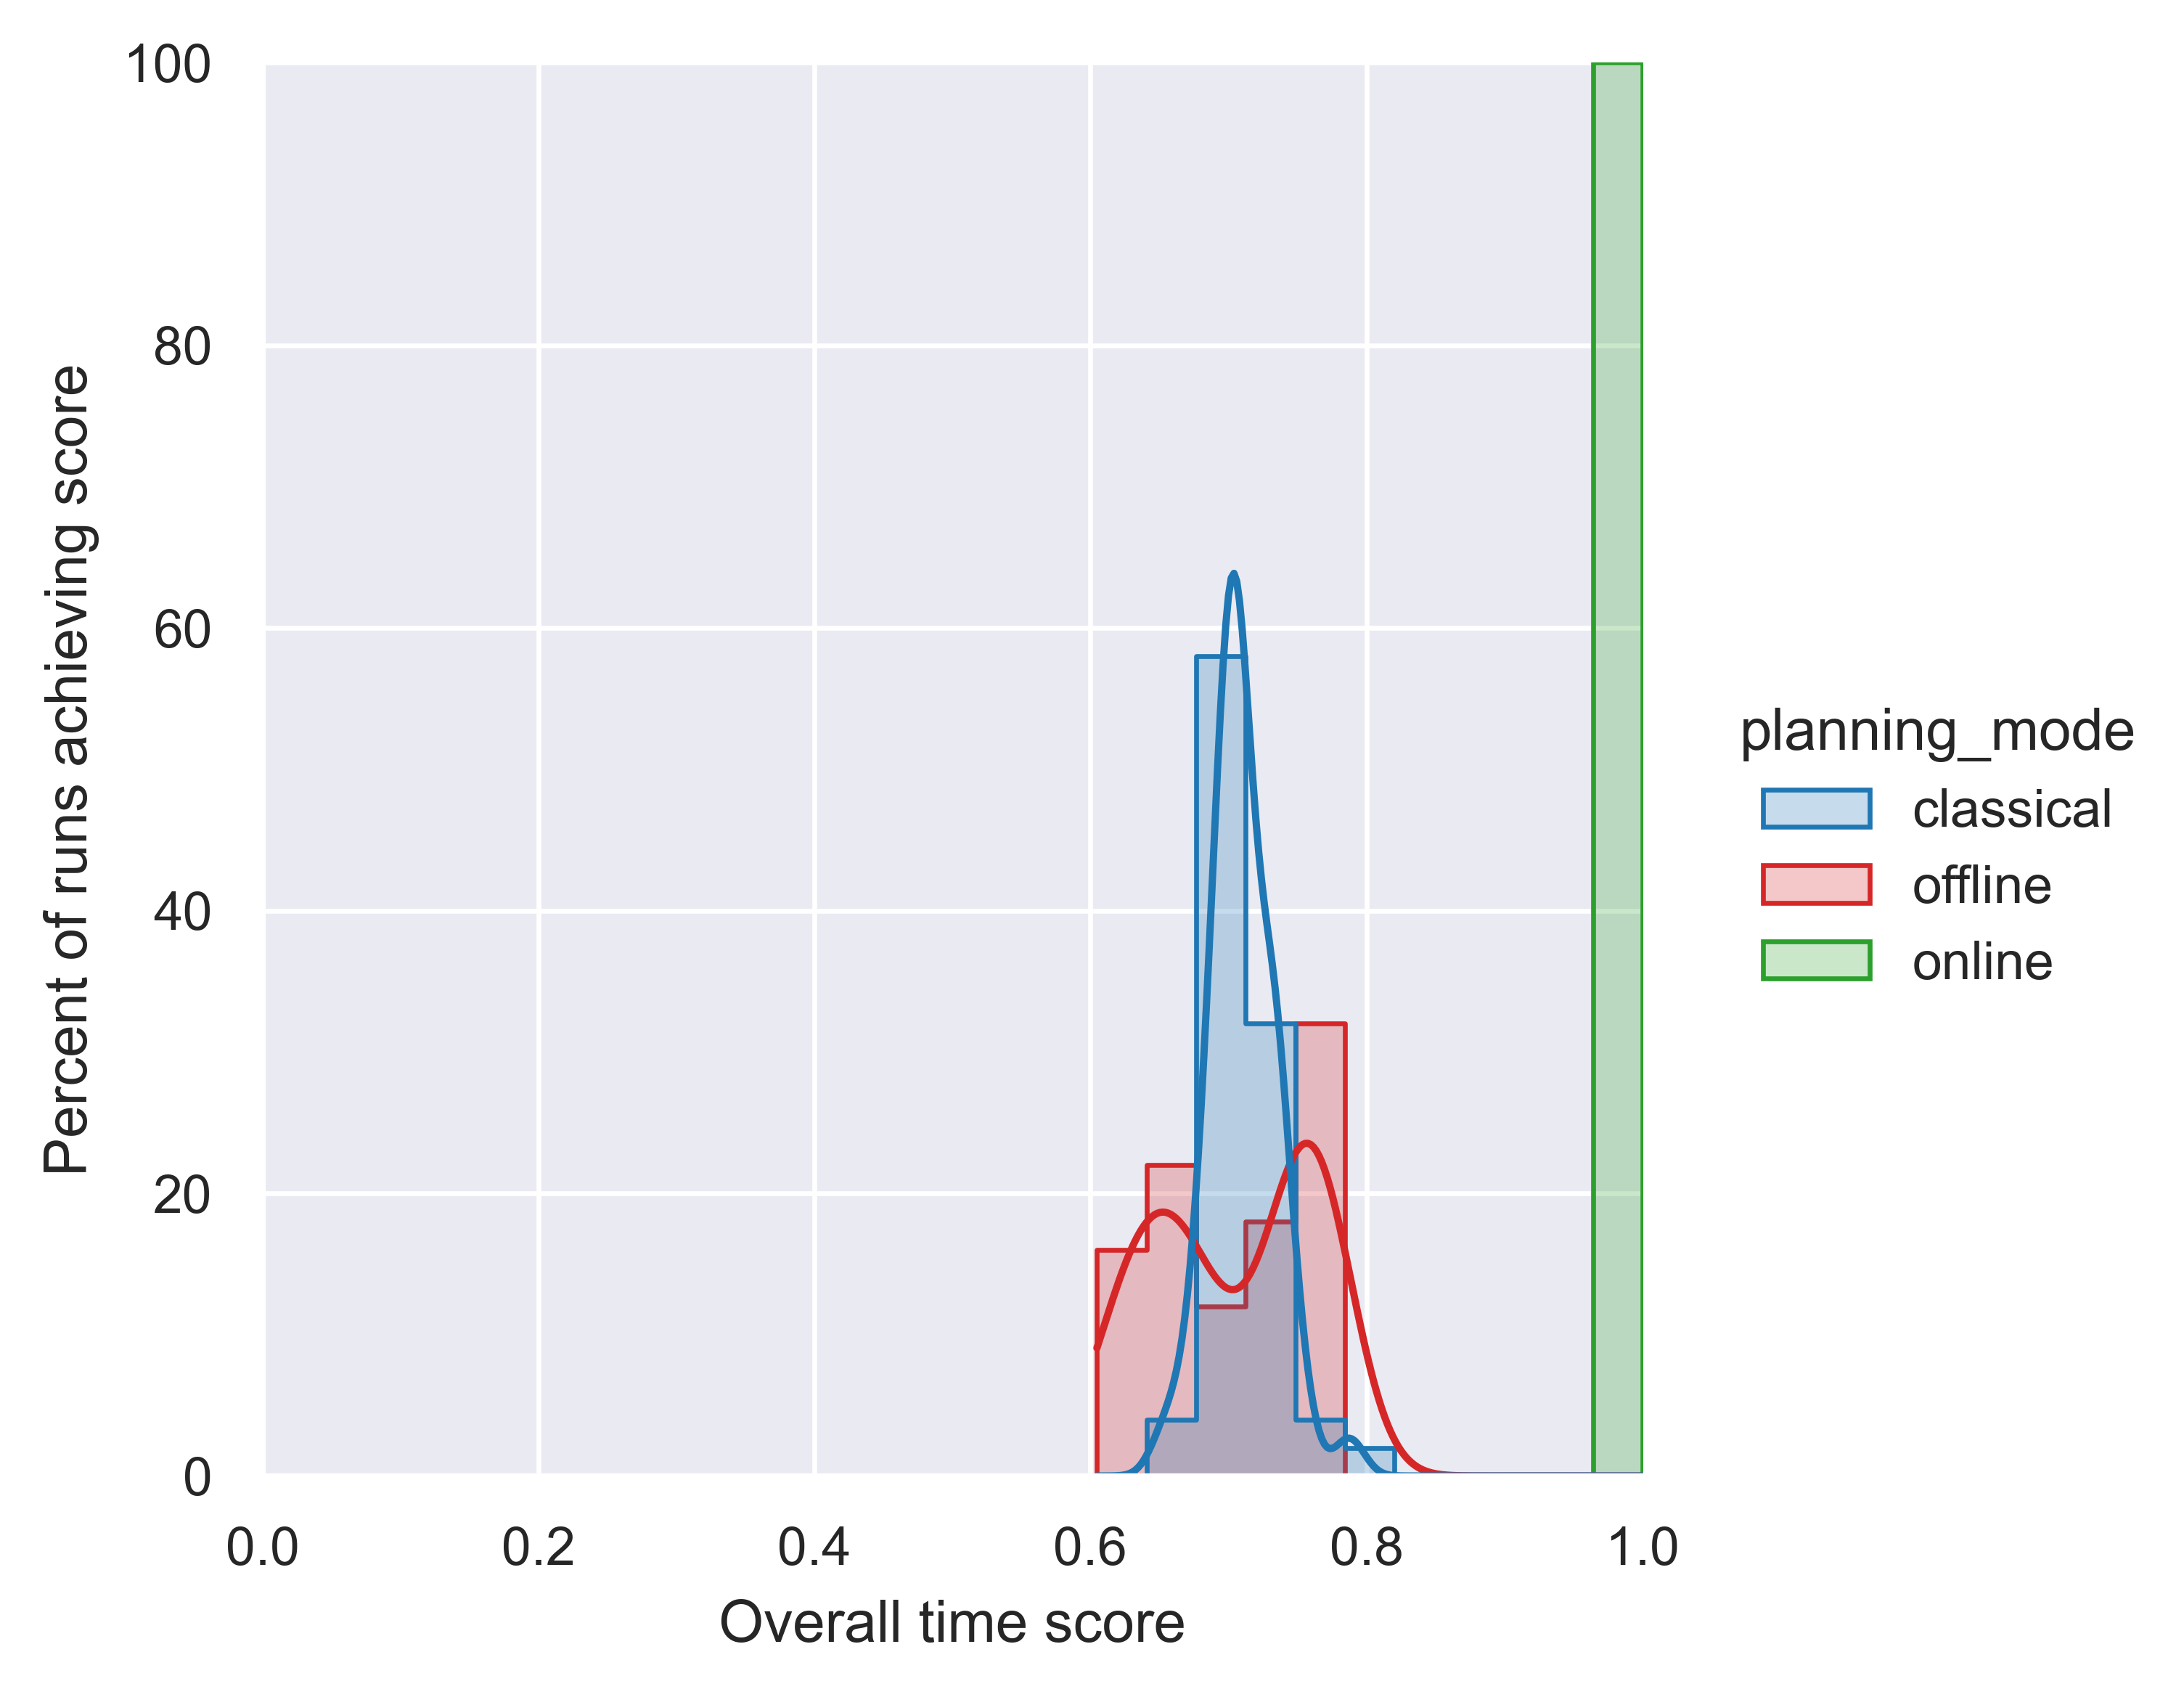 100
80
60
40
20
0
Percent of runs achieving score
0.0 0.2 0.4 0.6 0.8 1.0
Overall time score
planning_mode
classical
offline
online